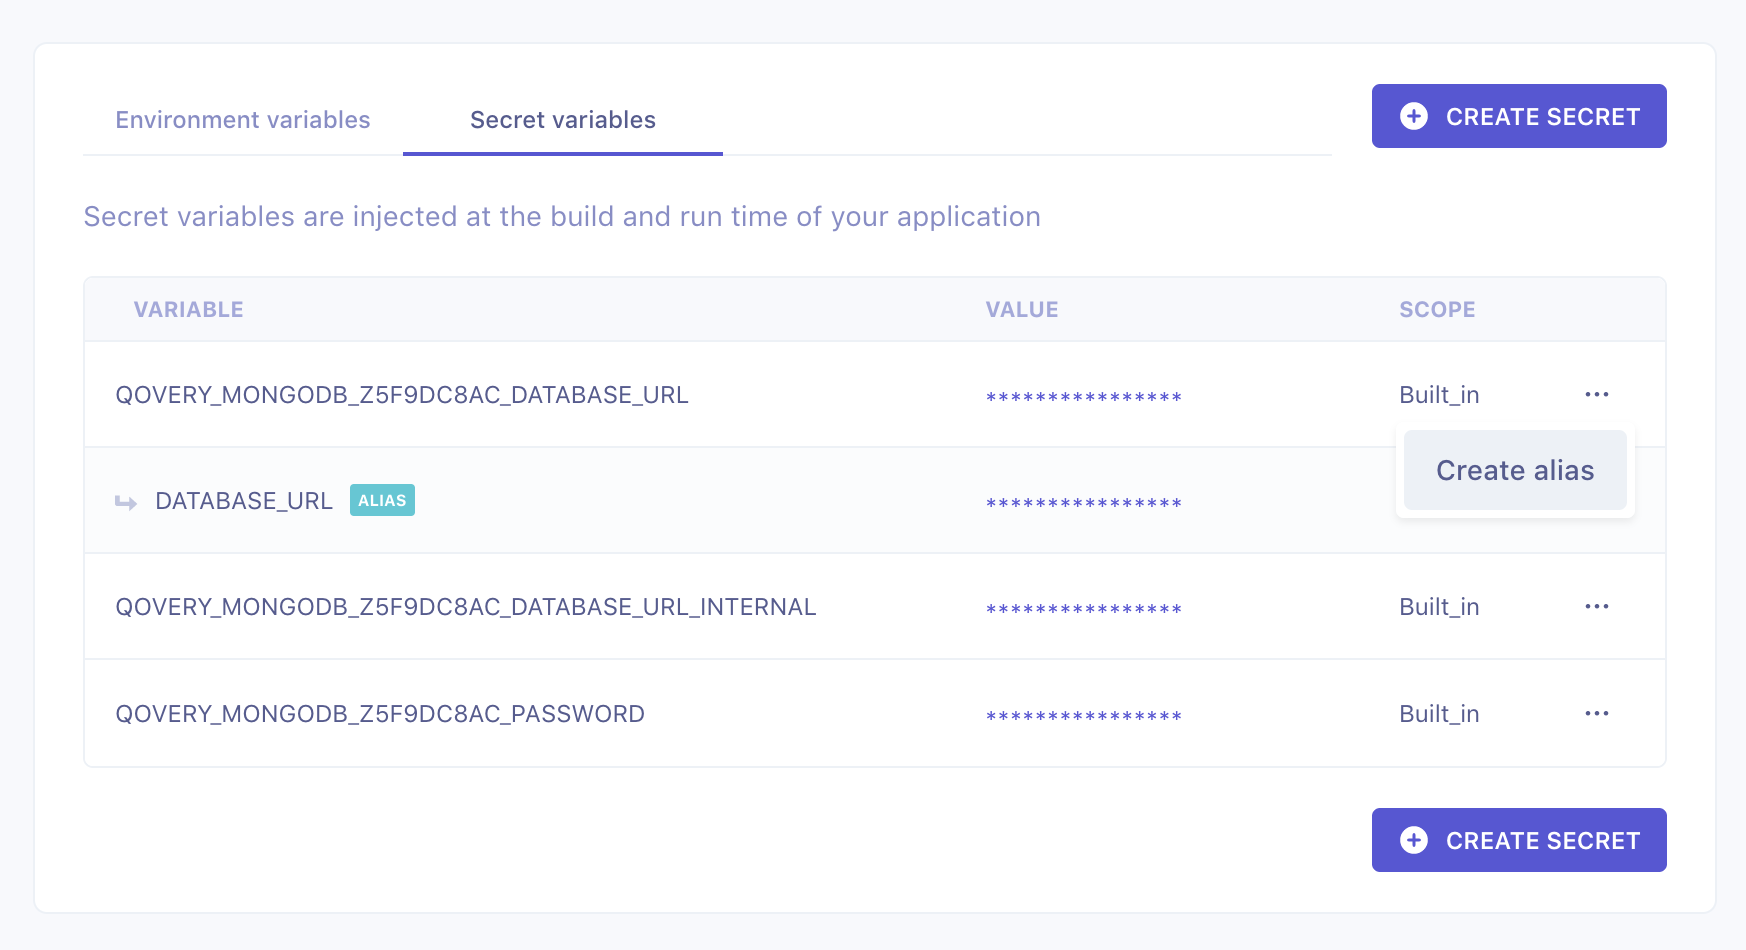 Environment variables
Secret variables
CREATE SECRET
Secret variables are injected at the build and run time of your application
VARIABLE VALUE SCOPE
QOVERY_MONGODB_Z5F9DC8AC_DATABASE_URL **************** Built_in ...
Create alias
DATABASE_URL ALIAS ****************
QOVERY_MONGODB_Z5F9DC8AC_DATABASE_URL_INTERNAL **************** Built_in ...
QOVERY_MONGODB_Z5F9DC8AC_PASSWORD **************** Built_in ...
CREATE SECRET